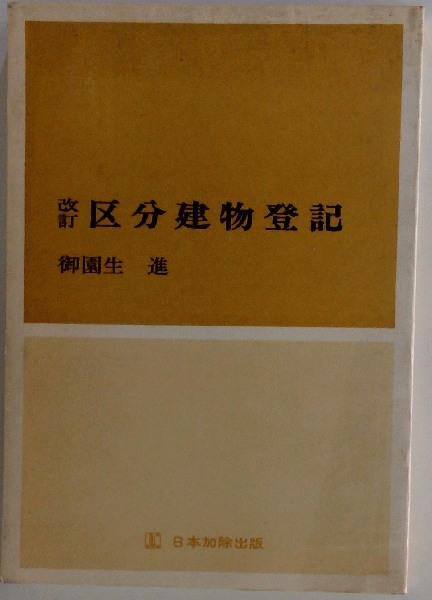 改訂 区分建物登記
御園生 進
日本加除出版